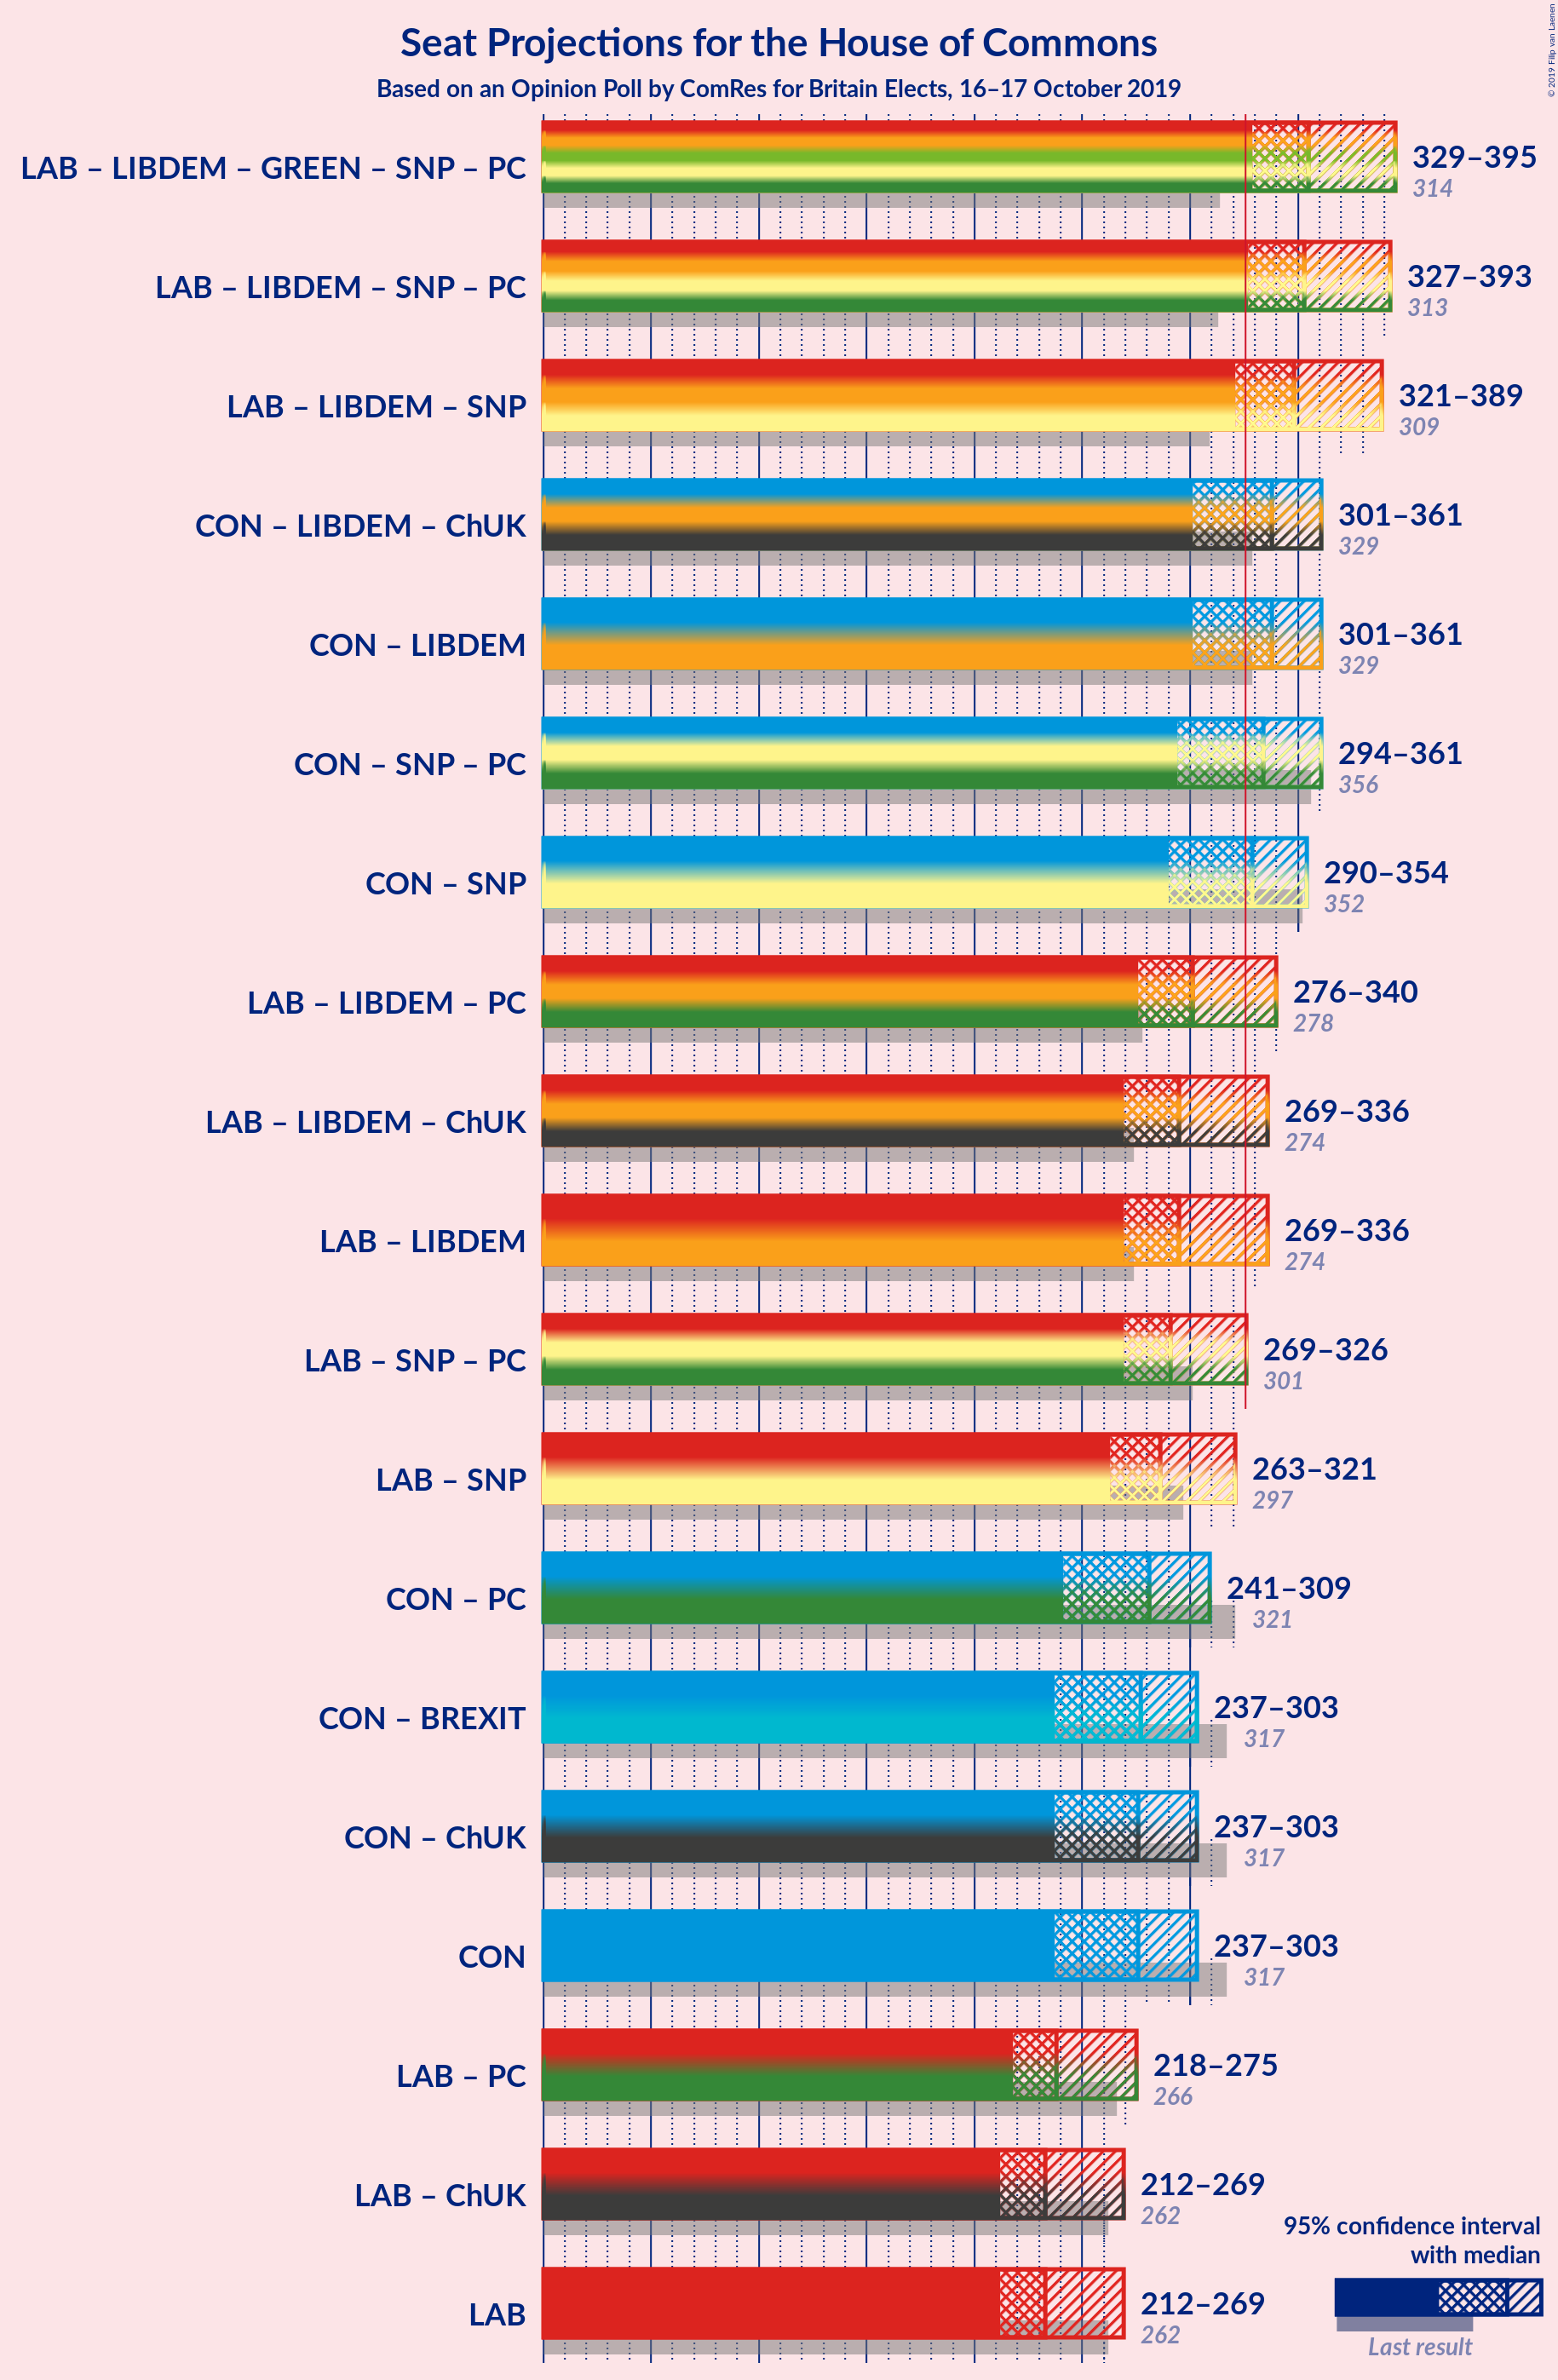 Seat Projections for the House of Commons
Based on an Opinion Poll by ComRes for Britain Elects, 16–17 October 2019
© 2019 Filip van Laenen
LAB – LIBDEM – GREEN – SNP – PC
329–395
314
LAB – LIBDEM – SNP – PC
327–393
313
LAB – LIBDEM – SNP
321–389
309
CON – LIBDEM – ChUK
301–361
329
CON – LIBDEM
301–361
329
CON – SNP – PC
294–361
356
CON – SNP
290–354
352
LAB – LIBDEM – PC
276–340
278
LAB – LIBDEM – ChUK
269–336
274
LAB – LIBDEM
269–336
274
LAB – SNP – PC
269–326
301
LAB – SNP
263–321
297
CON – PC
241–309
321
CON – BREXIT
237–303
317
CON – ChUK
237–303
317
CON
237–303
317
LAB – PC
218–275
266
LAB – ChUK
212–269
262
LAB
212–269
262
95% confidence interval
with median
Last result